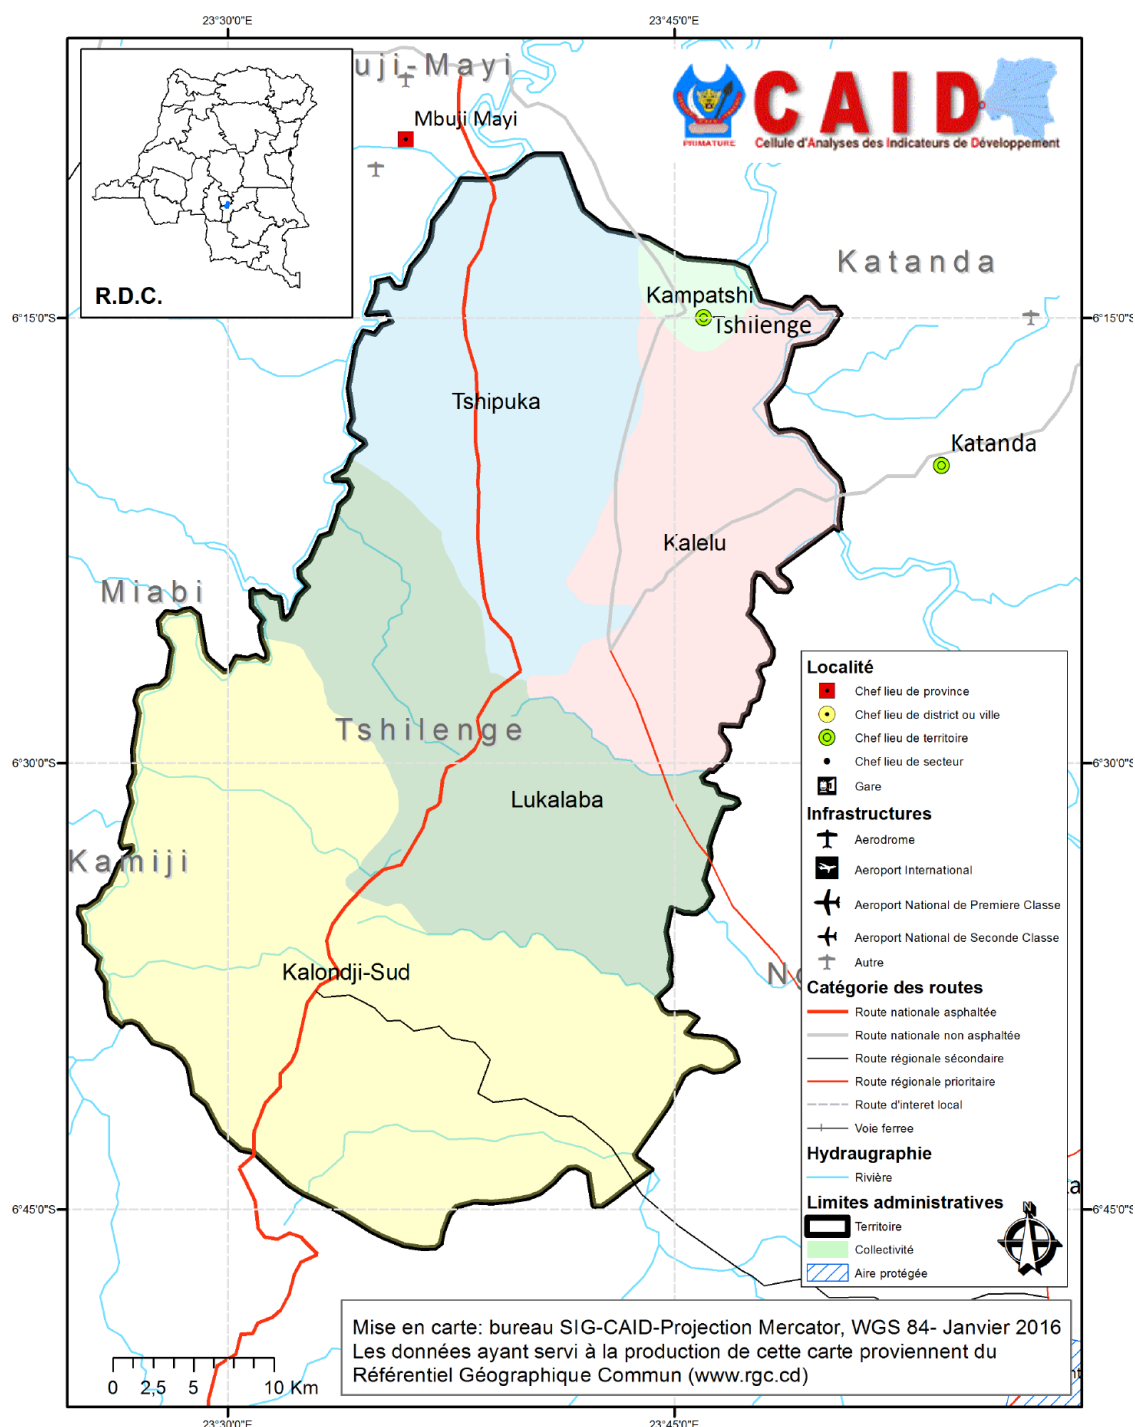 23°30'0"E
23°45'0"E
uji-Mayi
Mbuji Mayi
R.D.C.
PRIMATURE
CAID
Cellule d'Analyses des Indicateurs de Développement
Katanda
Kampatshi
Tshilenge
6°15'0"S
6°15'0"S
Tshipuka
Katanda
Kalelu
Miabi
Tshilenge
6°30'0"S
6°30'0"S
Lukalaba
Kamiji
Kalondji-Sud
6°45'0"S
6°45'0"S
Localité
Chef lieu de province
Chef lieu de district ou ville
Chef lieu de territoire
Chef lieu de secteur
Gare
Infrastructures
Aerodrome
Aeroport International
Aeroport National de Premiere Classe
Aeroport National de Seconde Classe
Autre
Catégorie des routes
Route nationale asphaltée
Route nationale non asphaltée
Route régionale sécondaire
Route régionale prioritaire
Route d'interet local
Voie ferree
Hydraugraphie
Rivière
Limites administratives
Territoire
Collectivité
Aire protégée
N
Mise en carte: bureau SIG-CAID-Projection Mercator, WGS 84- Janvier 2016
Les données ayant servi à la production de cette carte proviennent du
Référentiel Géographique Commun (www.rgc.cd)
0 2,5 5 10 Km
23°30'0"E
23°45'0"E